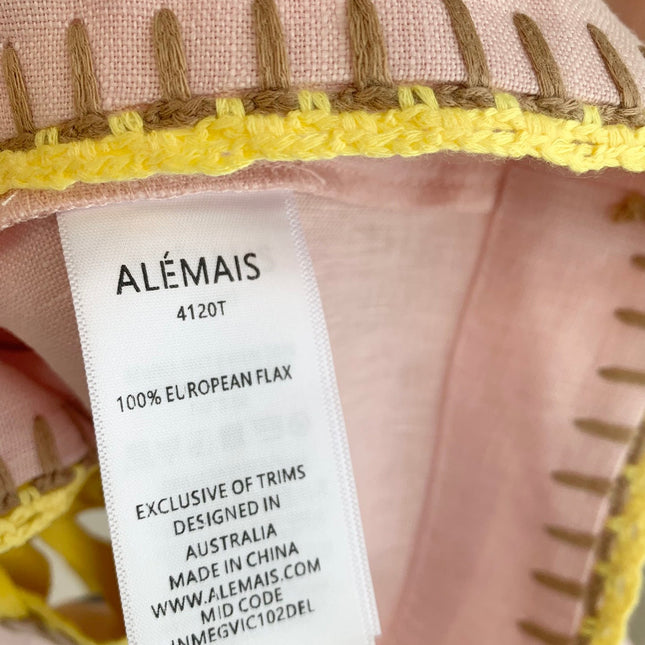 ALÉMAIS
4120T
100% EUROPEAN FLAX
EXCLUSIVE OF TRIMS
DESIGNED IN
AUSTRALIA
MADE IN CHINA
WWW.ALEMAIS.COM
MID CODE
INMEGVIC102DEL